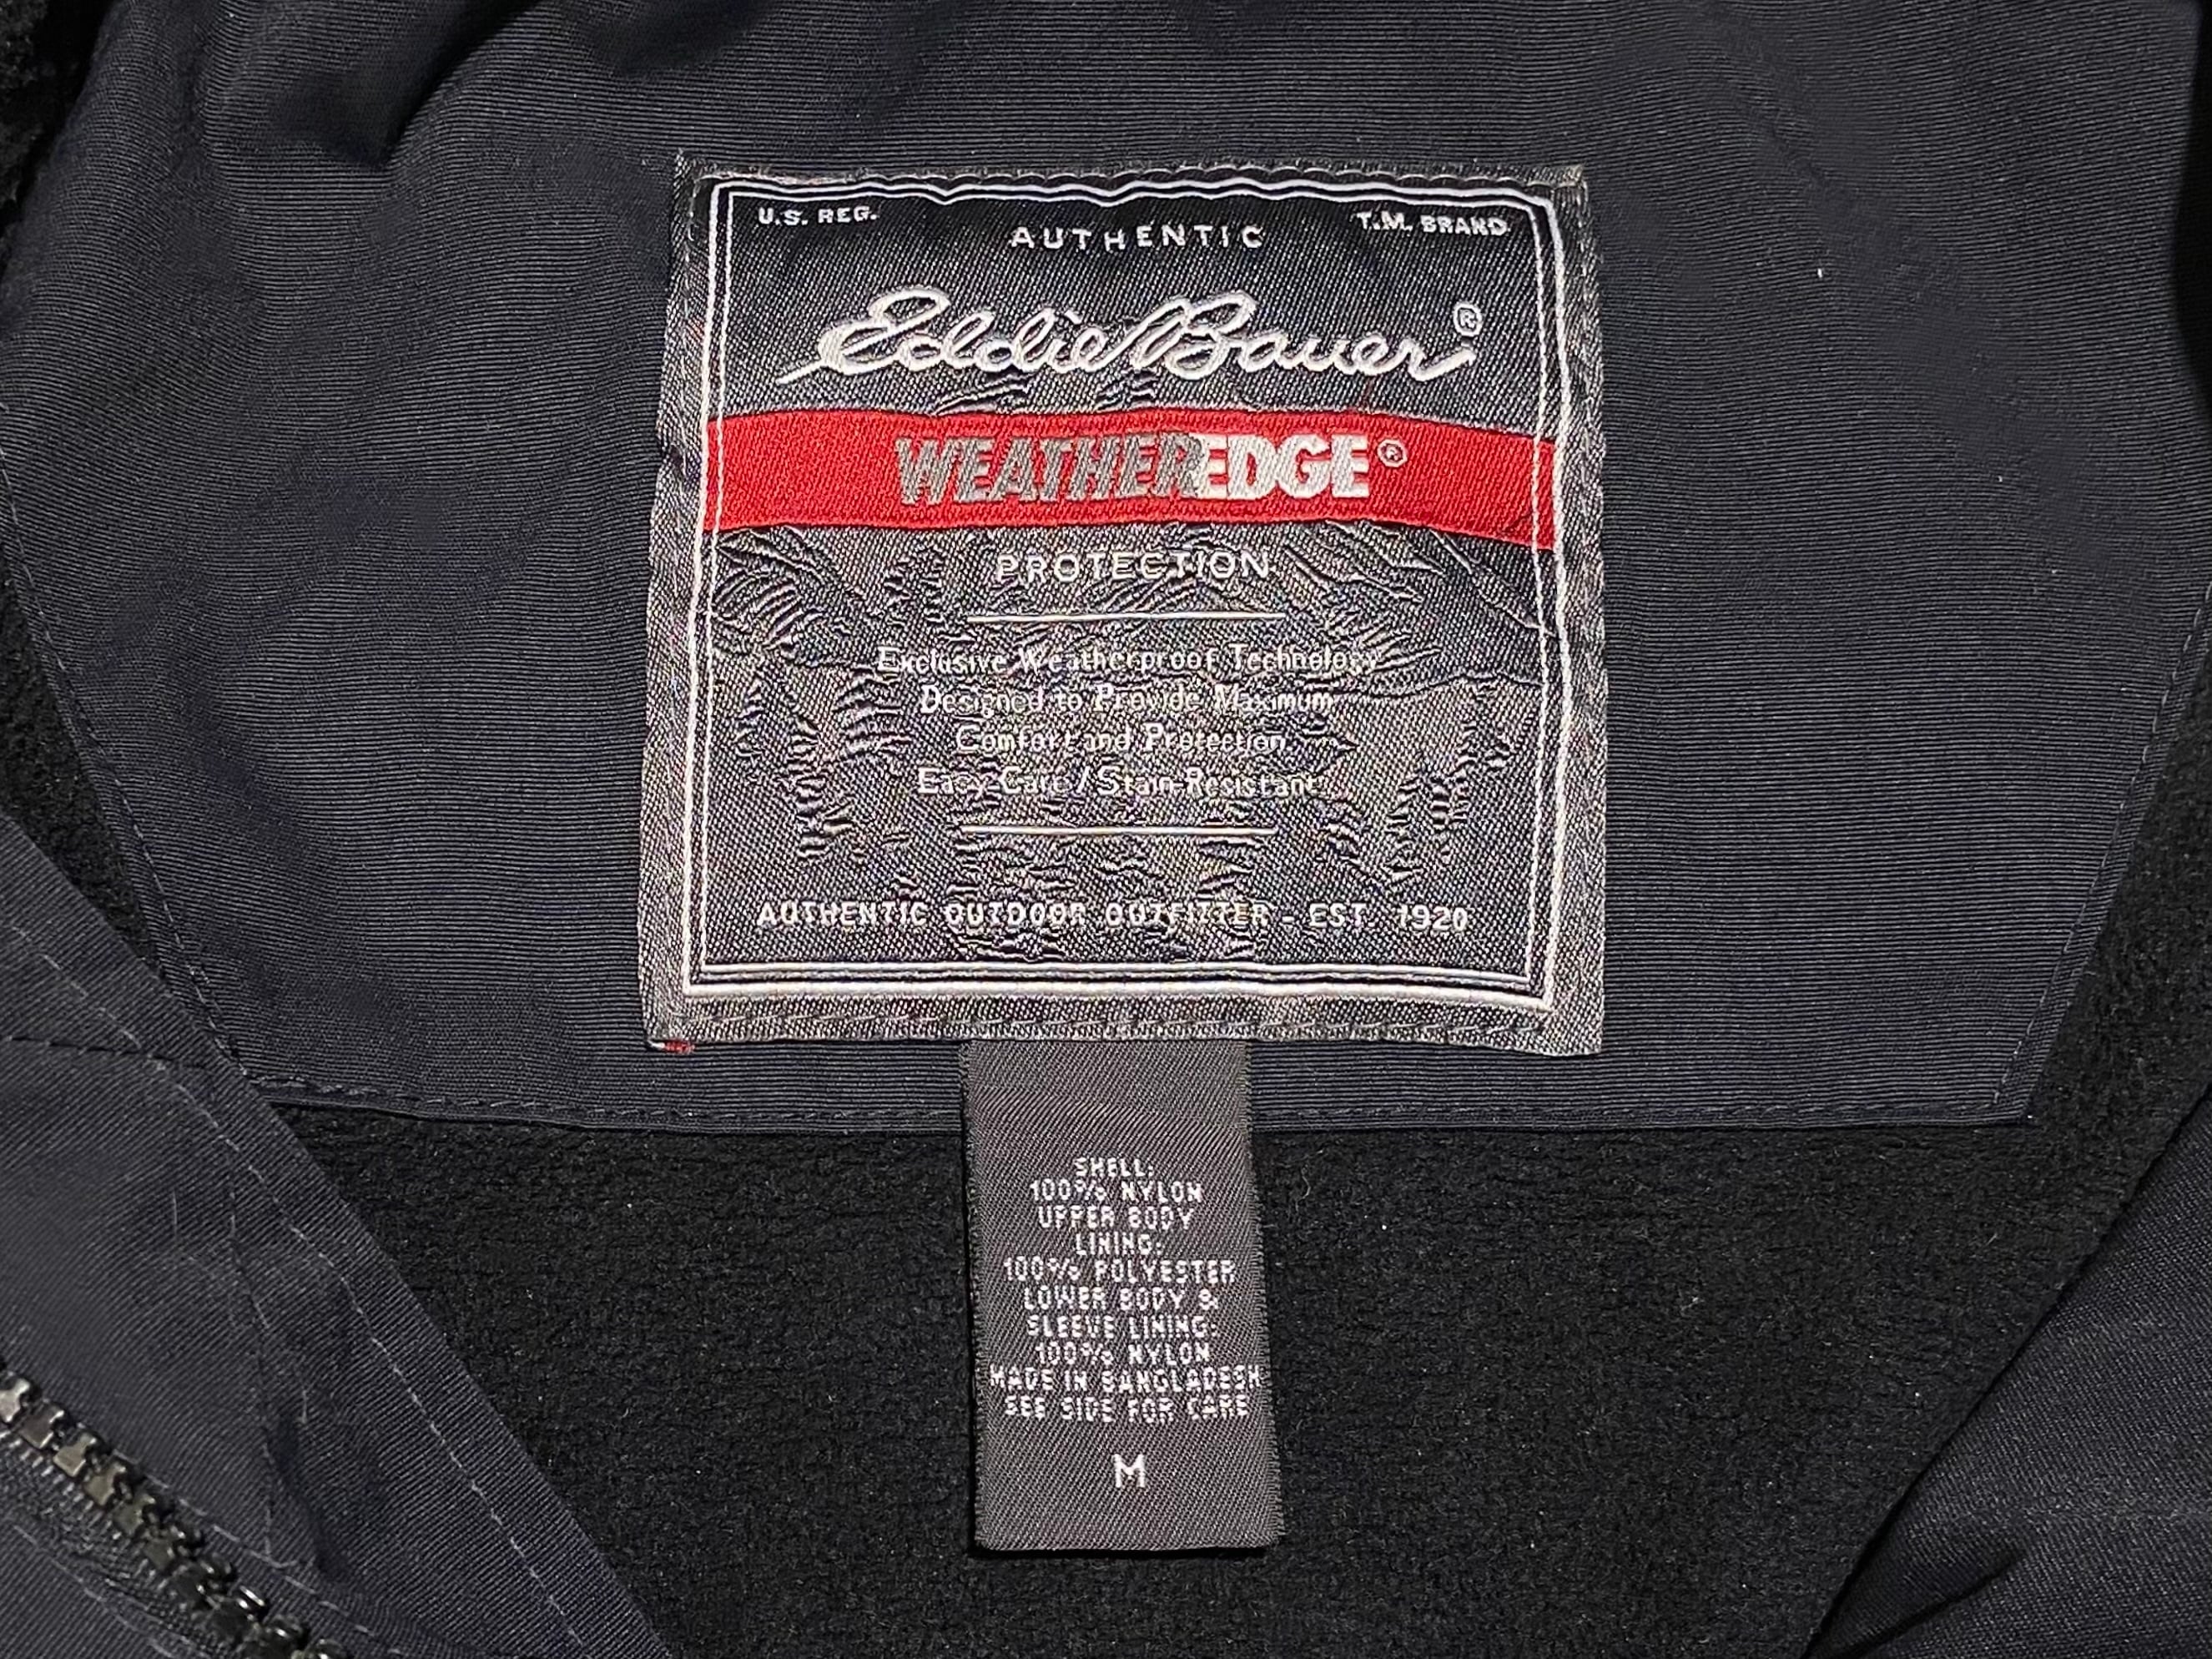 U.S. REG. T.M. BRAND
AUTHENTIC
Eddie Bauer®
WEATHEREDGE®
PROTECTION
Exclusive Weatherproof Technology
Designed to Provide Maximum
Comfort and Protection.
Easy Care/Stain-Resistant
AUTHENTIC OUTDOOR OUTFITTER - EST. 1920
SHELL:
100% NYLON
UPPER BODY
LINING:
100% POLYESTER
LOWER BODY &
SLEEVE LINING:
100% NYLON
MADE IN BANGLADESH
SEE SIDE FOR CARE
M